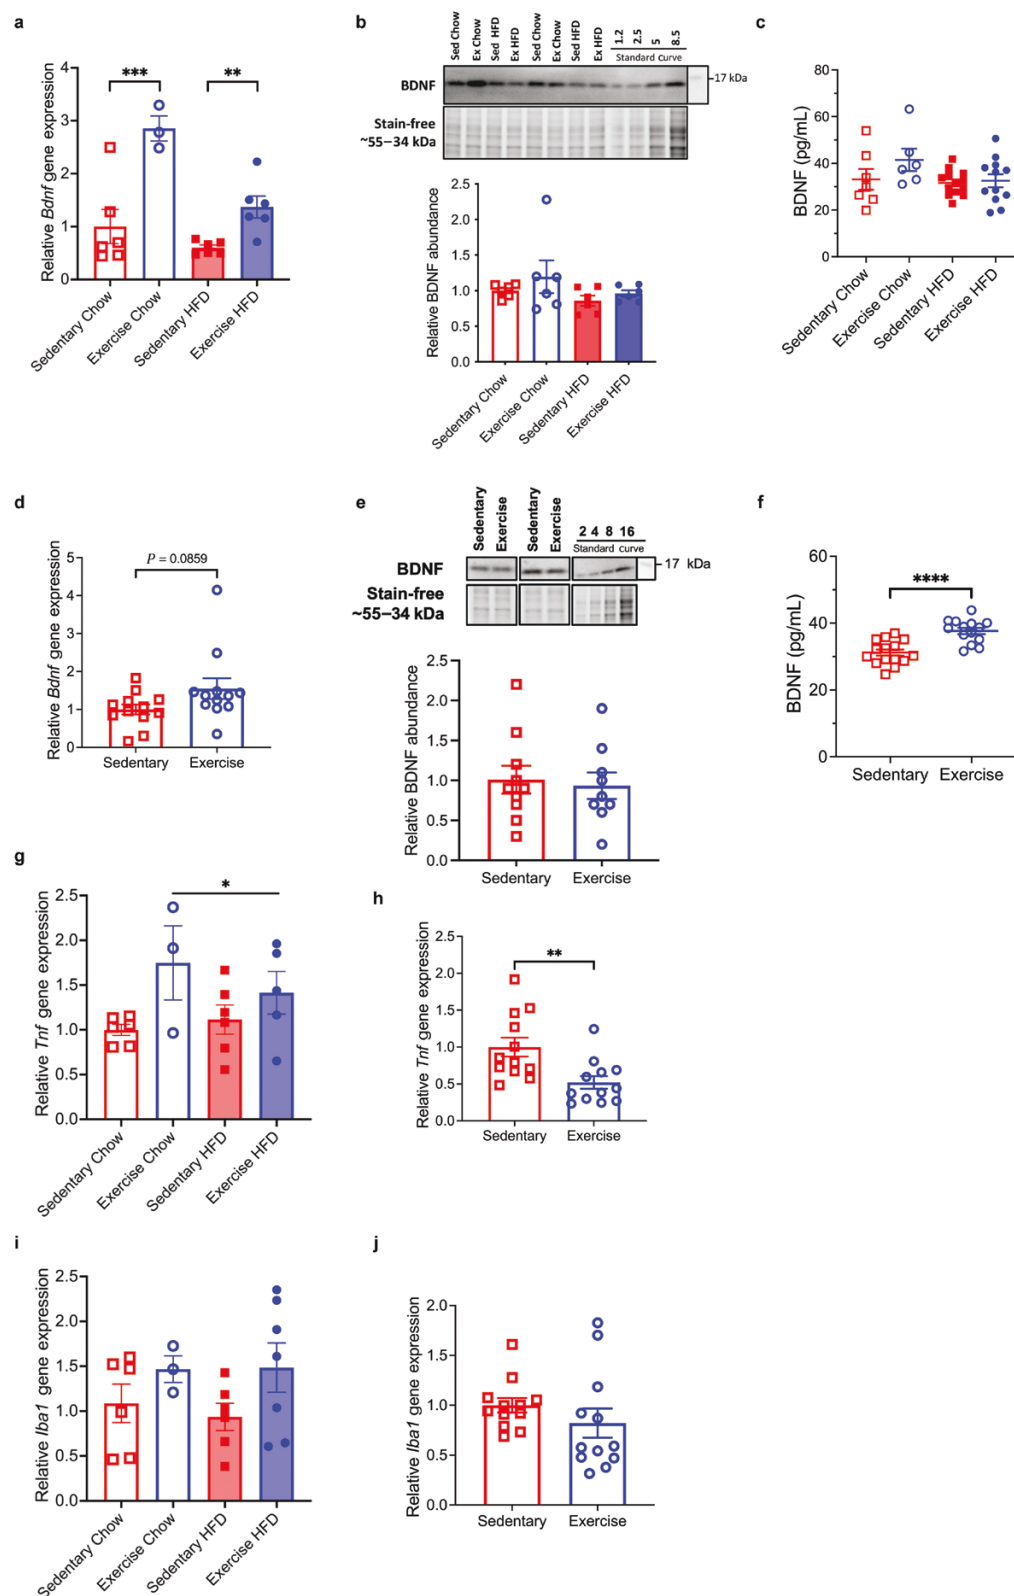 a
Relative Bdnf gene expression
4
3
2
1
0
***
**
Sedentary Chow
Exercise Chow
Sedentary HFD
Exercise HFD
b
Sed Chow
Ex Chow
Sed HFD
Ex HFD
Sed Chow
Ex Chow
Sed HFD
Ex HFD
1.2
2.5
5
8.5
Standard curve
BDNF
17 kDa
Stain-free
~55–34 kDa
Relative BDNF abundance
2.5
2.0
1.5
1.0
0.5
0.0
Sedentary Chow
Exercise Chow
Sedentary HFD
Exercise HFD
c
BDNF (pg/mL)
80
60
40
20
0
Sedentary Chow
Exercise Chow
Sedentary HFD
Exercise HFD
d
Relative Bdnf gene expression
5
4
3
2
1
0
P = 0.0859
Sedentary Exercise
e
Sedentary
Exercise
Sedentary
Exercise
2 4 8 16
Standard curve
BDNF
17 kDa
Stain-free
~55–34 kDa
Relative BDNF abundance
2.5
2.0
1.5
1.0
0.5
0.0
Sedentary Exercise
f
BDNF (pg/mL)
60
40
20
0
****
Sedentary Exercise
g
Relative Tnf gene expression
2.5
2.0
1.5
1.0
0.5
0.0
*
Sedentary Chow
Exercise Chow
Sedentary HFD
Exercise HFD
h
Relative Tnf gene expression
2.5
2.0
1.5
1.0
0.5
0.0
**
Sedentary Exercise
i
Relative Iba1 gene expression
2.5
2.0
1.5
1.0
0.5
0.0
Sedentary Chow
Exercise Chow
Sedentary HFD
Exercise HFD
j
Relative Iba1 gene expression
2.0
1.5
1.0
0.5
0.0
Sedentary Exercise